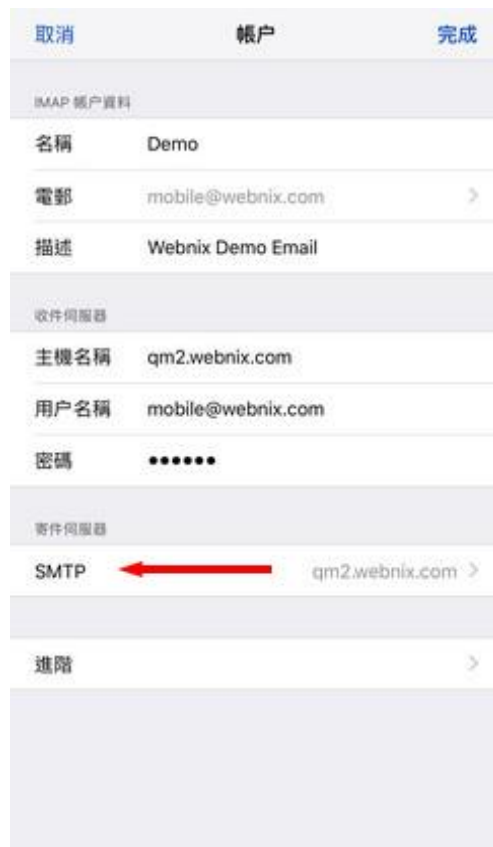 取消 帳户 完成
IMAP 帳户資料
名稱 Demo
電郵 mobile@webnix.com
描述 Webnix Demo Email
收件伺服器
主機名稱 qm2.webnix.com
用户名稱 mobile@webnix.com
密碼 ••••••
寄件伺服器
SMTP qm2.webnix.com
進階